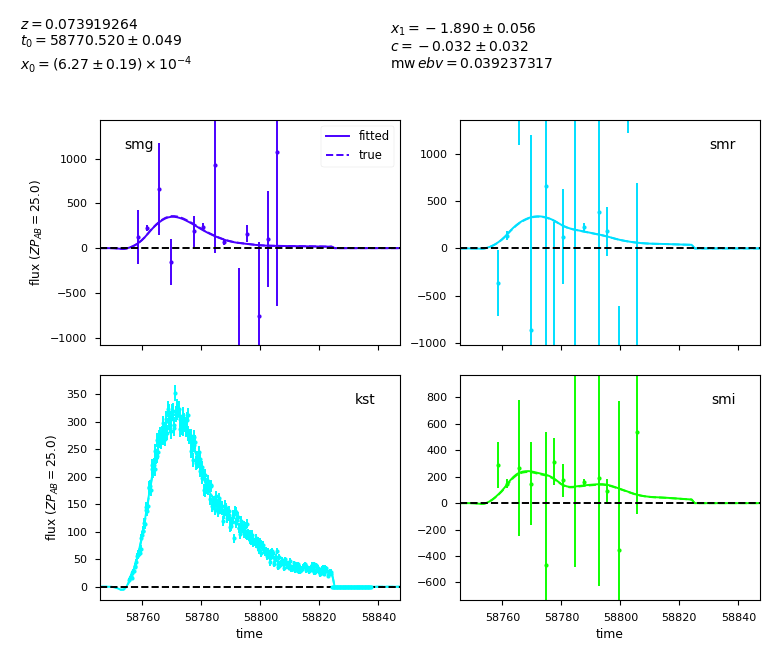 z = 0.073919264
t₀ = 58770.520 ± 0.049
x₀ = (6.27 ± 0.19) × 10⁻⁴
x₁ = −1.890 ± 0.056
c = −0.032 ± 0.032
mw ebv = 0.039237317
smg
fitted
true
1000
500
0
−500
−1000
flux (ZP_AB = 25.0)
smr
1000
500
0
−500
−1000
kst
350
300
250
200
150
100
50
0
flux (ZP_AB = 25.0)
58760 58780 58800 58820 58840
time
smi
800
600
400
200
0
−200
−400
−600
58760 58780 58800 58820 58840
time